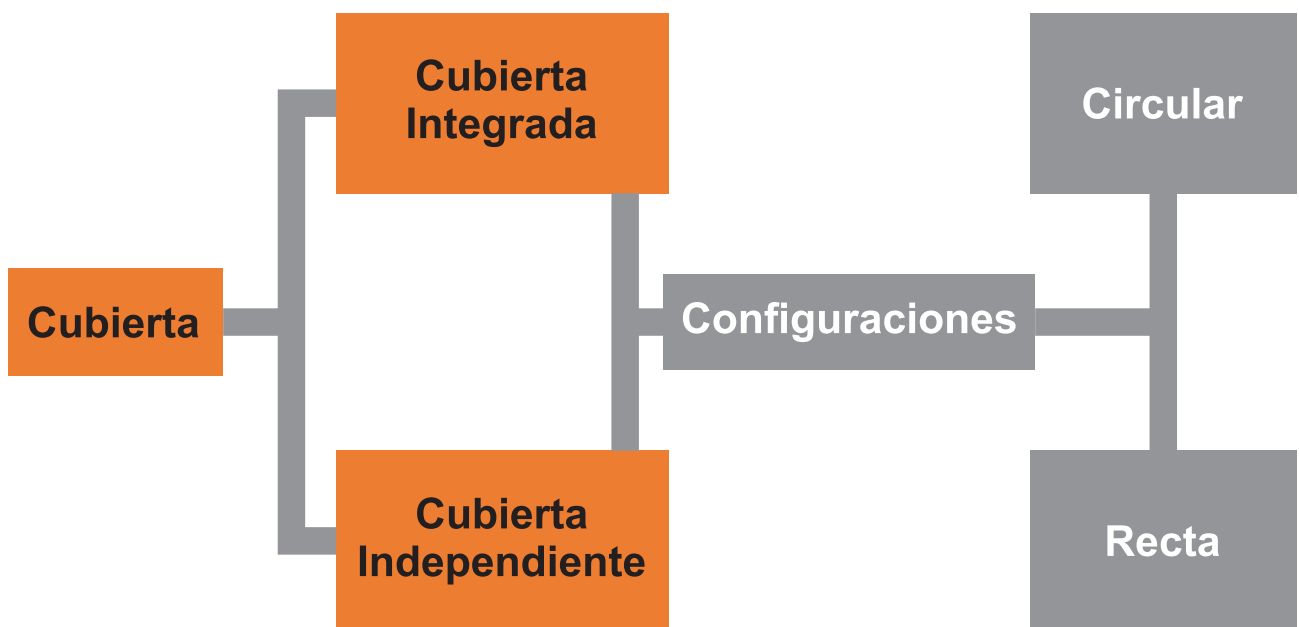 Cubierta
Cubierta
Integrada
Cubierta
Independiente
Configuraciones
Circular
Recta